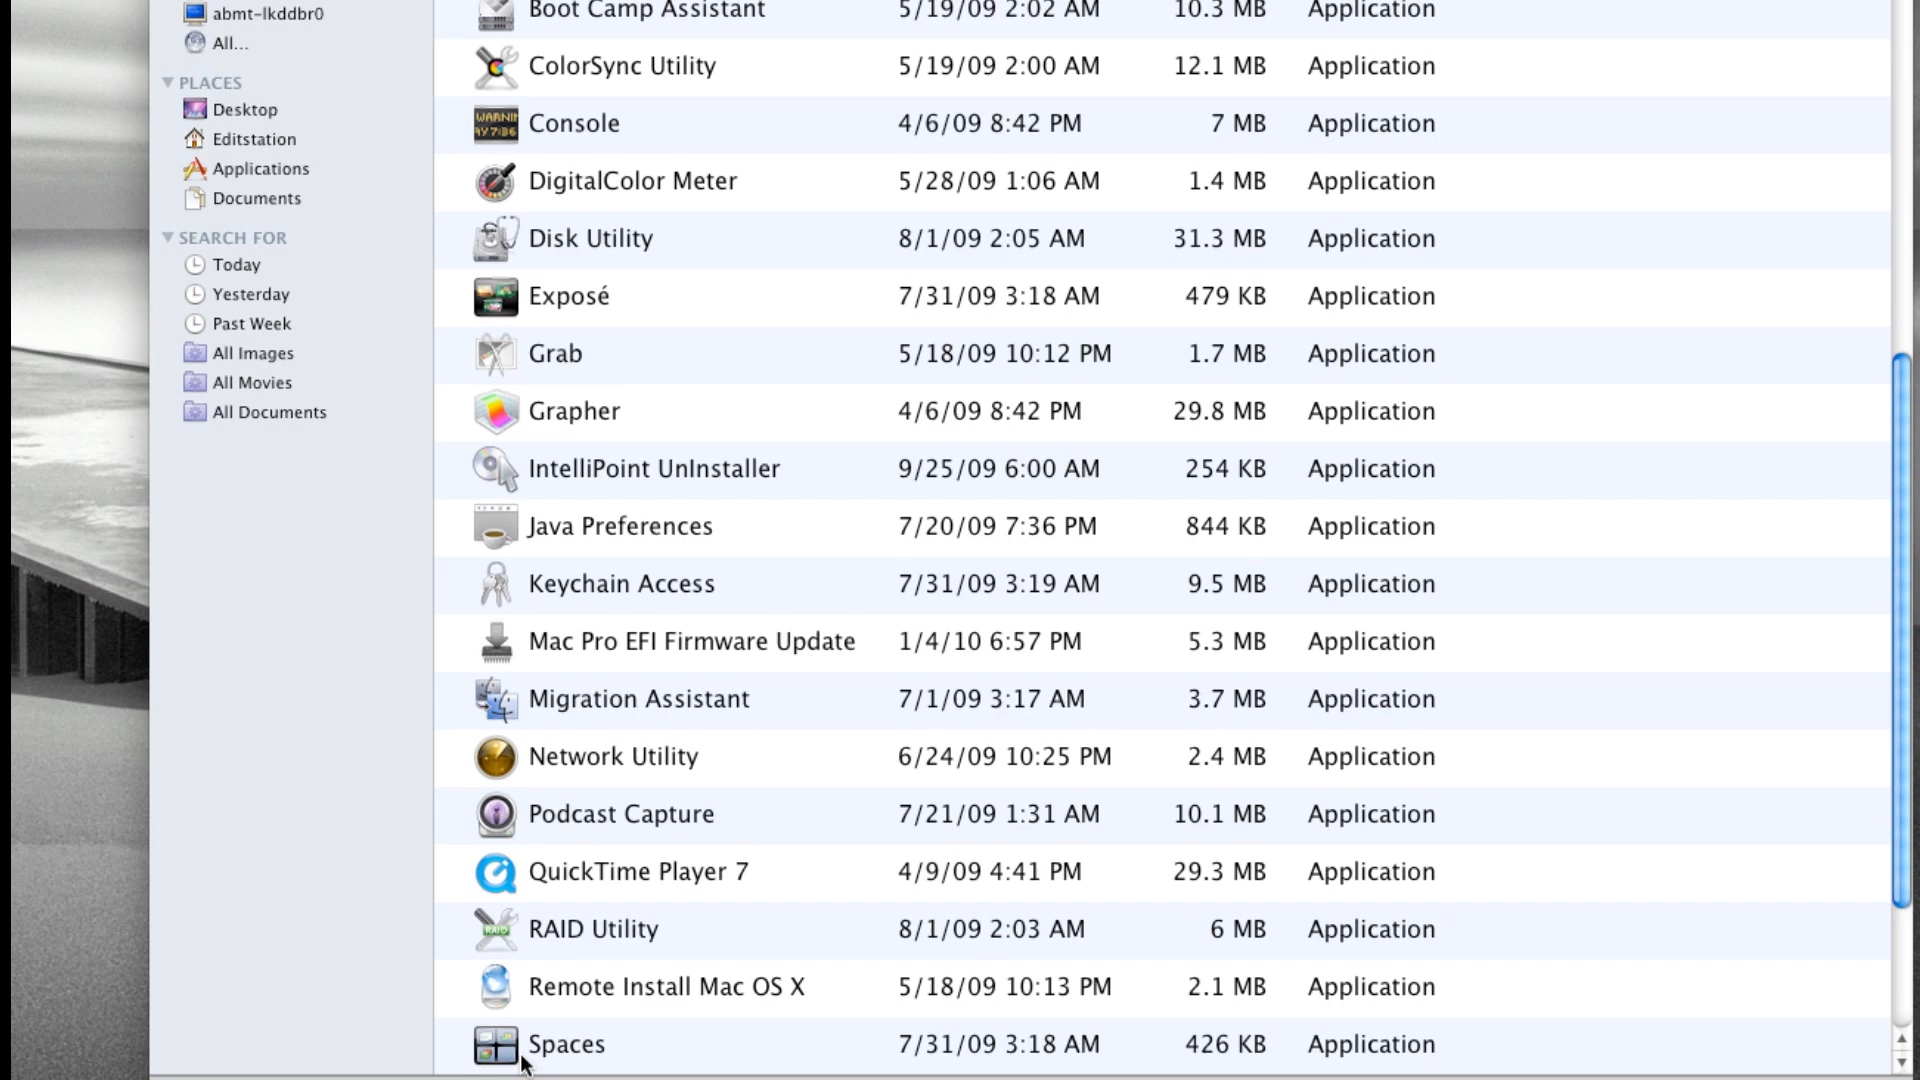 abmt-lkddbr0
All...
PLACES
Desktop
Editstation
Applications
Documents
SEARCH FOR
Today
Yesterday
Past Week
All Images
All Movies
All Documents
Boot Camp Assistant 5/19/09 2:02 AM 10.3 MB Application
ColorSync Utility 5/19/09 2:00 AM 12.1 MB Application
WARNIN
AY 7:36
Console 4/6/09 8:42 PM 7 MB Application
DigitalColor Meter 5/28/09 1:06 AM 1.4 MB Application
Disk Utility 8/1/09 2:05 AM 31.3 MB Application
Exposé 7/31/09 3:18 AM 479 KB Application
Grab 5/18/09 10:12 PM 1.7 MB Application
Grapher 4/6/09 8:42 PM 29.8 MB Application
IntelliPoint UnInstaller 9/25/09 6:00 AM 254 KB Application
Java Preferences 7/20/09 7:36 PM 844 KB Application
Keychain Access 7/31/09 3:19 AM 9.5 MB Application
Mac Pro EFI Firmware Update 1/4/10 6:57 PM 5.3 MB Application
Migration Assistant 7/1/09 3:17 AM 3.7 MB Application
Network Utility 6/24/09 10:25 PM 2.4 MB Application
Podcast Capture 7/21/09 1:31 AM 10.1 MB Application
QuickTime Player 7 4/9/09 4:41 PM 29.3 MB Application
RAID
RAID Utility 8/1/09 2:03 AM 6 MB Application
Remote Install Mac OS X 5/18/09 10:13 PM 2.1 MB Application
Spaces 7/31/09 3:18 AM 426 KB Application